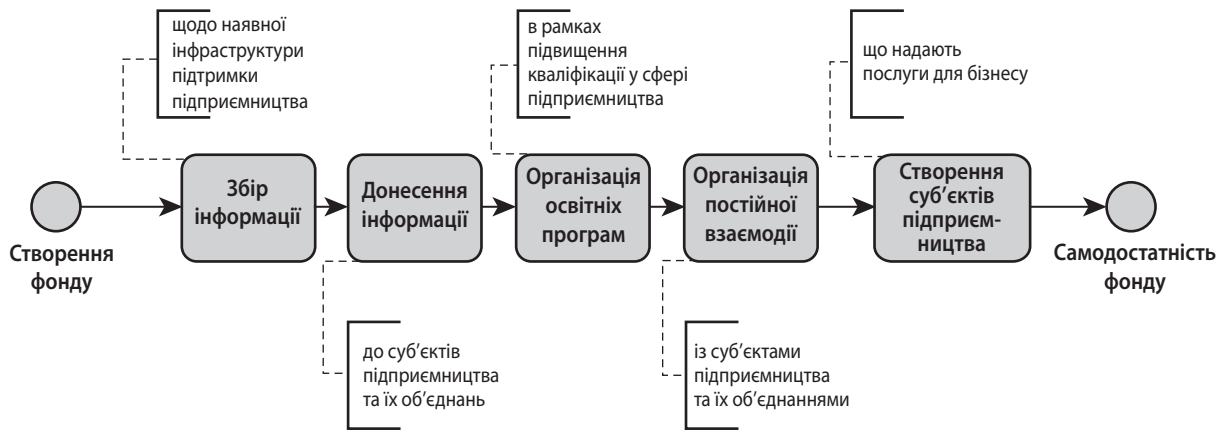 щодо наявної
інфраструктури
підтримки
підприємництва
в рамках
підвищення
кваліфікації у сфері
підприємництва
що надають
послуги для бізнесу
Створення
фонду
Збір
інформації
Донесення
інформації
Організація
освітніх
програм
Організація
постійної
взаємодії
Створення
суб’єктів
підприєм-
ництва
Самодостатність
фонду
до суб’єктів
підприємництва
та їх об’єднань
із суб’єктами
підприємництва
та їх об’єднаннями